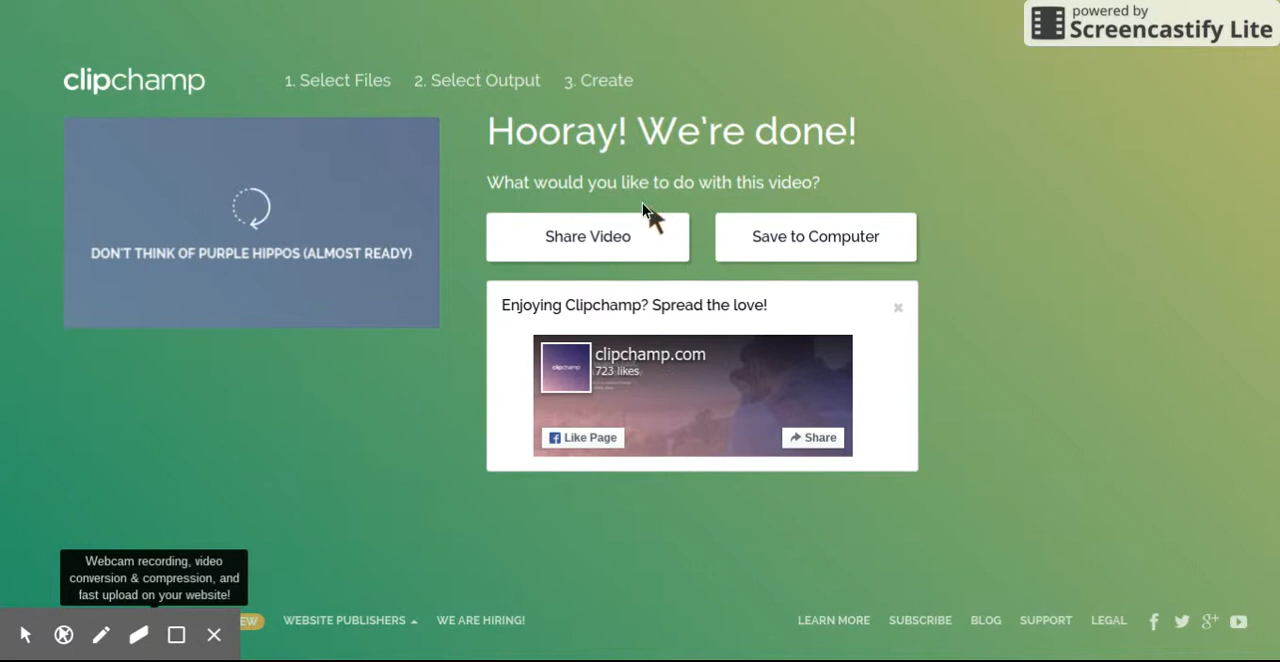 powered by
Screencastify Lite
clipchamp
1. Select Files 2. Select Output 3. Create
Hooray! We're done!
What would you like to do with this video?
DON'T THINK OF PURPLE HIPPOS (ALMOST READY)
Share Video Save to Computer
Enjoying Clipchamp? Spread the love!
clipchamp
clipchamp.com
723 likes
Like Page Share
Webcam recording, video
conversion & compression, and
fast upload on your website!
WEBSITE PUBLISHERS WE ARE HIRING! LEARN MORE SUPPORT SUBSCRIBE BLOG LEGAL